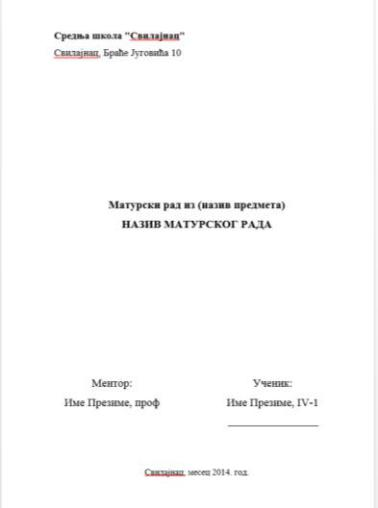 Средња школа "Свилајнац"
Свилајнац, Браће Југовића 10
Матурски рад из (назив предмета)
НАЗИВ МАТУРСКОГ РАДА
Ментор:
Име Презиме, проф
Ученик:
Име Презиме, IV-1
Свилајнац, месец 2014. год.